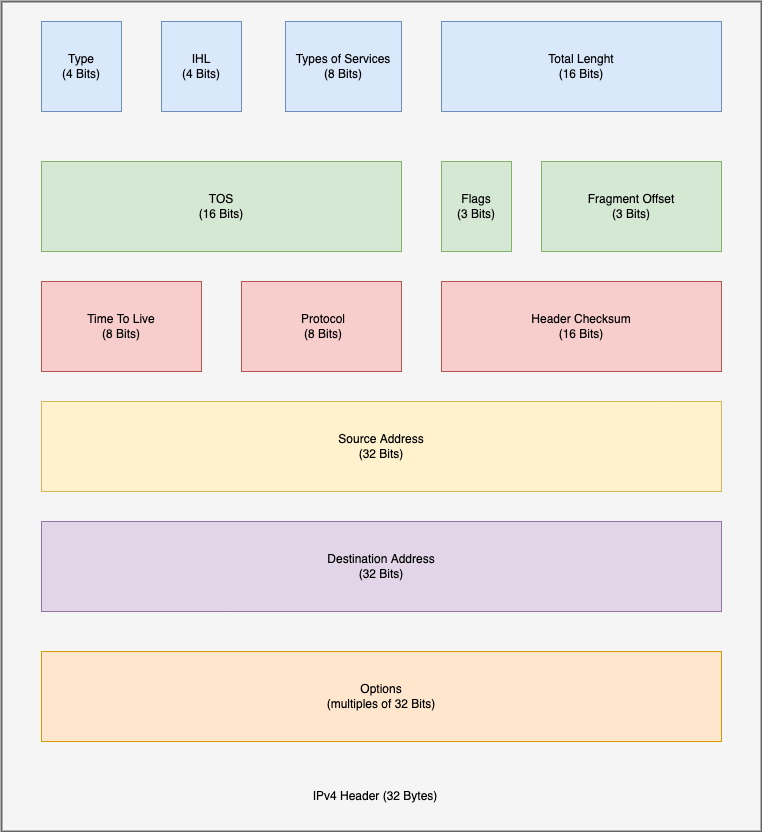 Type
(4 Bits)
IHL
(4 Bits)
Types of Services
(8 Bits)
Total Lenght
(16 Bits)
TOS
(16 Bits)
Flags
(3 Bits)
Fragment Offset
(3 Bits)
Time To Live
(8 Bits)
Protocol
(8 Bits)
Header Checksum
(16 Bits)
Source Address
(32 Bits)
Destination Address
(32 Bits)
Options
(multiples of 32 Bits)
IPv4 Header (32 Bytes)